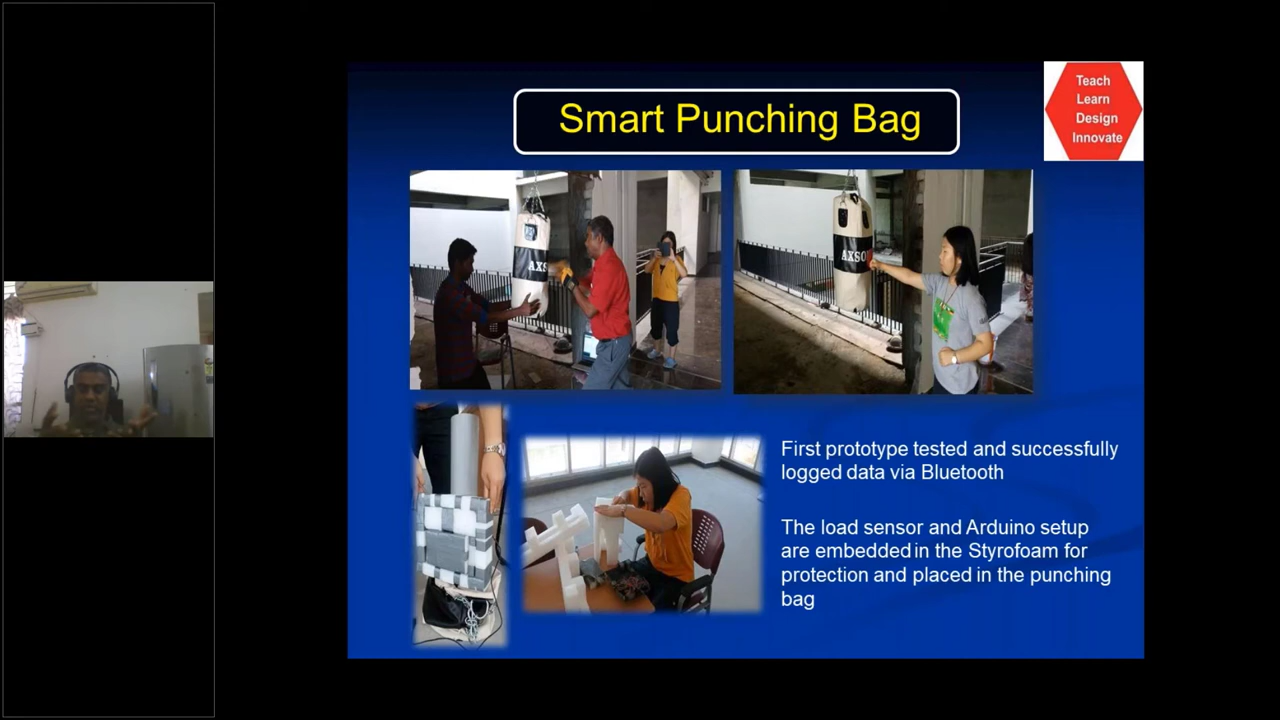 Smart Punching Bag
Teach
Learn
Design
Innovate
AXS
AXSO
First prototype tested and successfully
logged data via Bluetooth
The load sensor and Arduino setup
are embedded in the Styrofoam for
protection and placed in the punching
bag